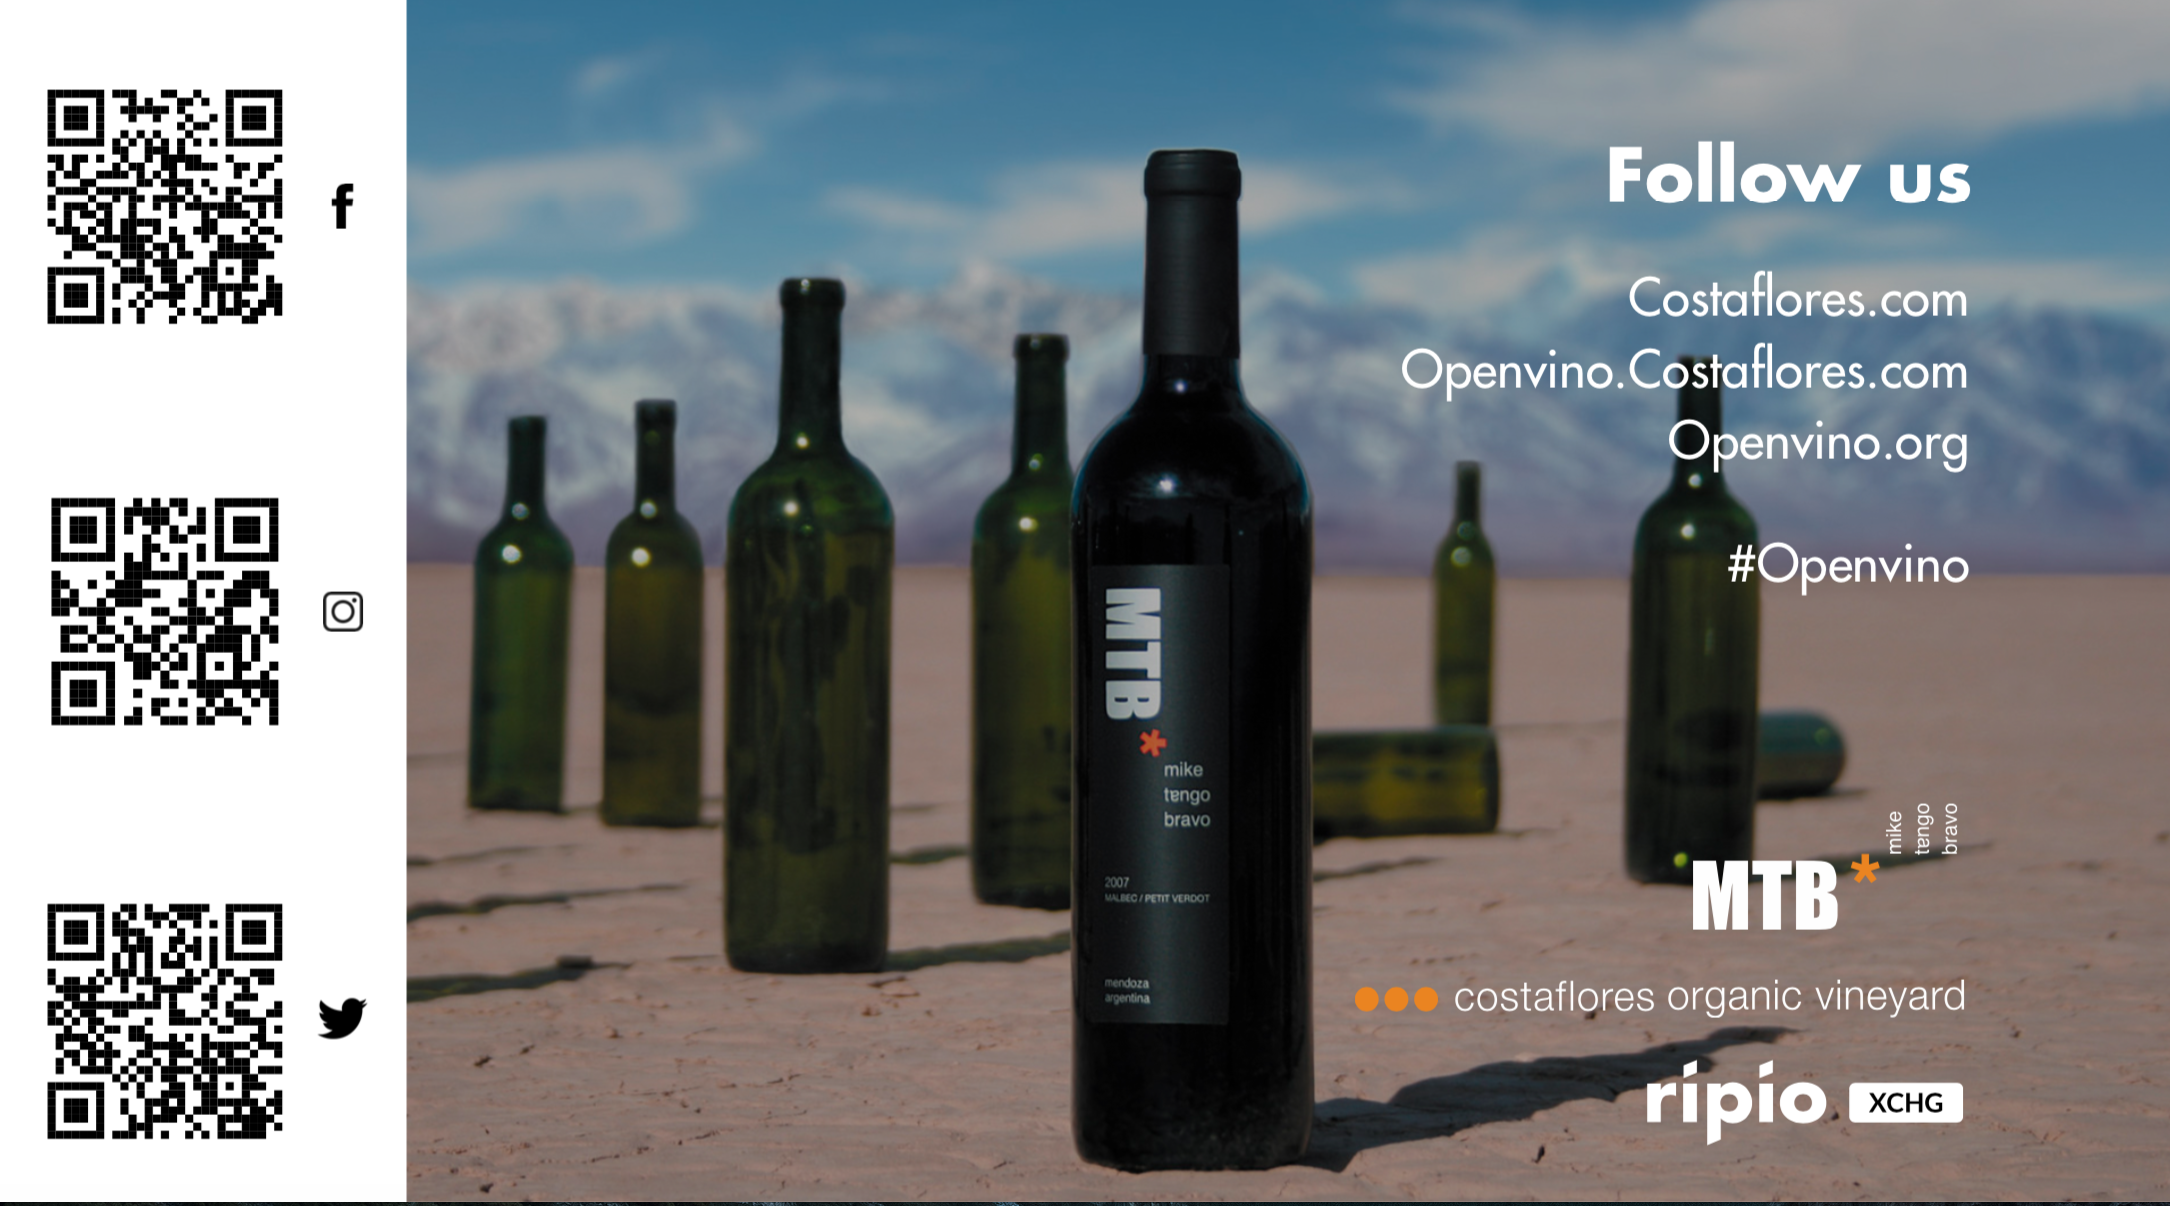 Follow us
Costaflores.com
Openvino.Costaflores.com
Openvino.org
#Openvino
MTB*
mike
tengo
bravo
2007
MALBEC / PETIT VERDOT
mendoza
argentina
mike
tengo
bravo
MTB*
costaflores organic vineyard
ripio XCHG